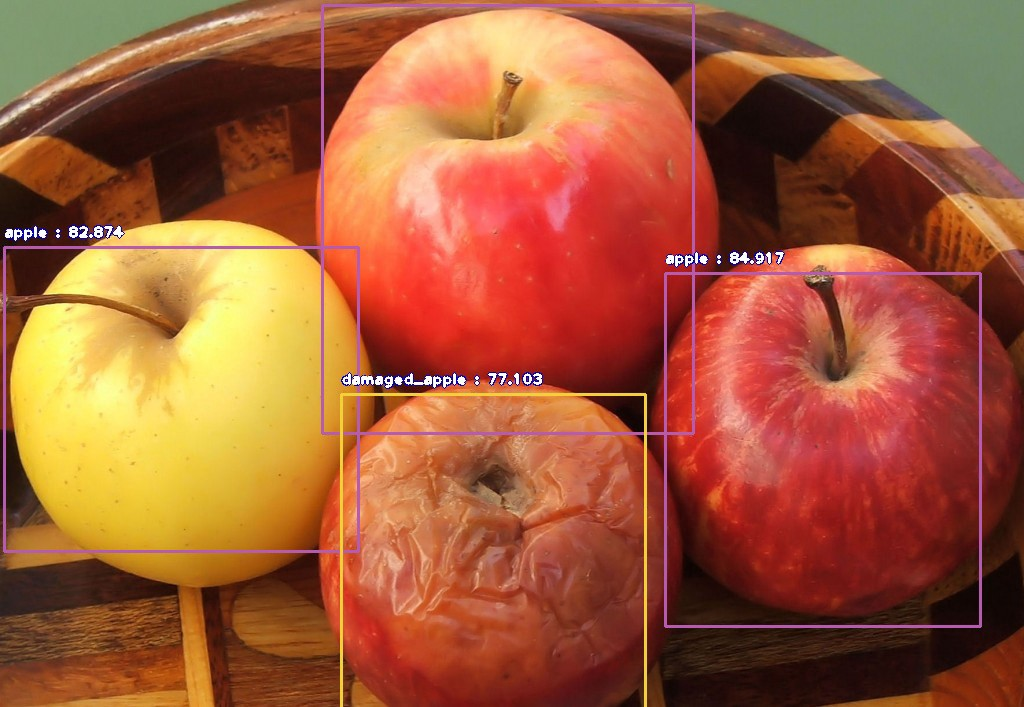 apple : 82.874
apple : 84.917
damaged_apple : 77.103